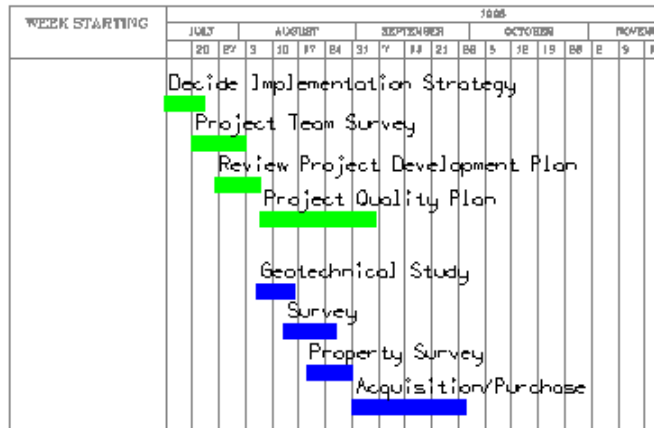 WEEK STARTING
JULY AUGUST SEPTEMBER OCTOBER
20 27 3 10 17 24 31 7 14 21 28 5 12 19 26 2 9
Decide Implementation Strategy
Project Team Survey
Review Project Development Plan
Project Quality Plan
Geotechnical Study
Survey
Property Survey
Acquisition/Purchase